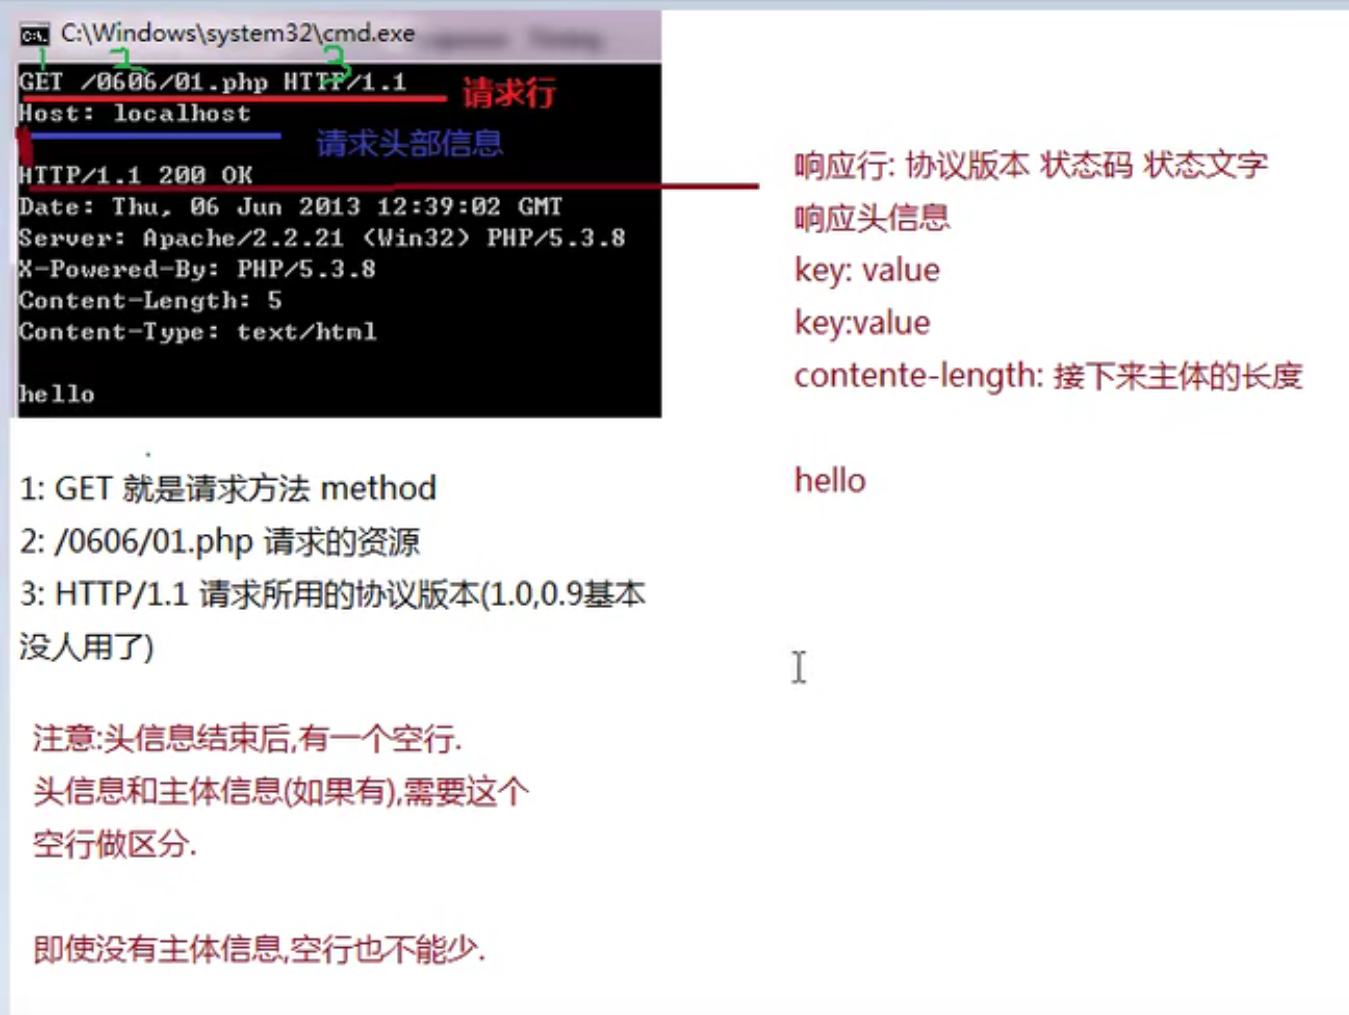 C:\Windows\system32\cmd.exe
1 2 3
GET /0606/01.php HTTP/1.1
请求行
Host: localhost
请求头部信息
HTTP/1.1 200 OK
Date: Thu, 06 Jun 2013 12:39:02 GMT
Server: Apache/2.2.21 (Win32) PHP/5.3.8
X-Powered-By: PHP/5.3.8
Content-Length: 5
Content-Type: text/html
hello
响应行: 协议版本 状态码 状态文字
响应头信息
key: value
key:value
contente-length: 接下来主体的长度
hello
1: GET 就是请求方法 method
2: /0606/01.php 请求的资源
3: HTTP/1.1 请求所用的协议版本(1.0,0.9基本
没人用了)
注意:头信息结束后,有一个空行.
头信息和主体信息(如果有),需要这个
空行做区分.
即使没有主体信息,空行也不能少.